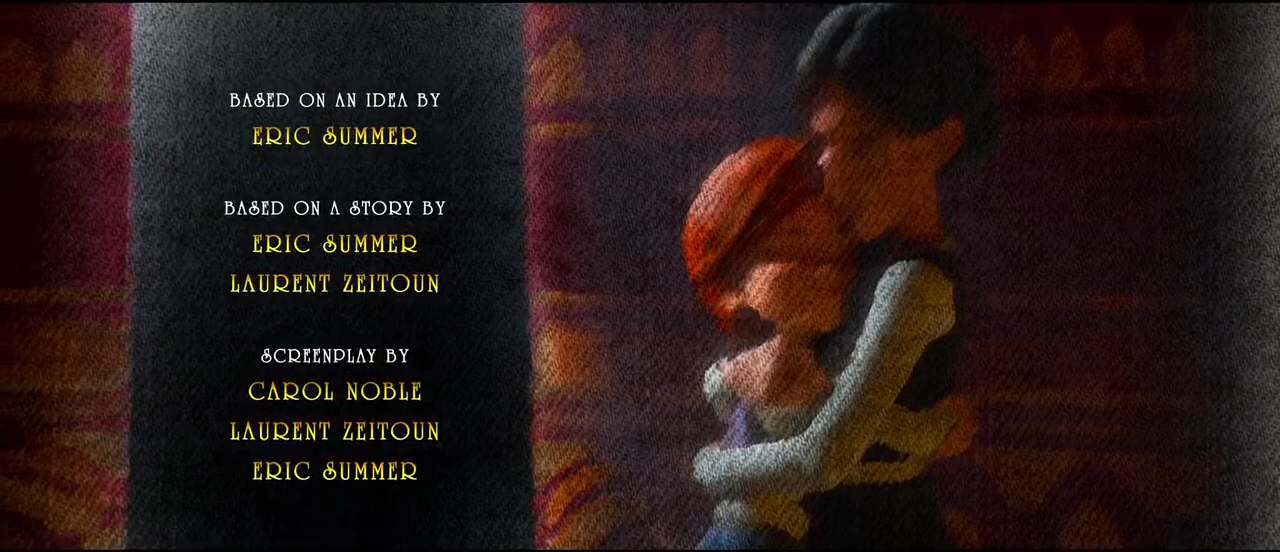 BASED ON AN IDEA BY
ERIC SUMMER
BASED ON A STORY BY
ERIC SUMMER
LAURENT ZEITOUN
SCREENPLAY BY
CAROL NOBLE
LAURENT ZEITOUN
ERIC SUMMER